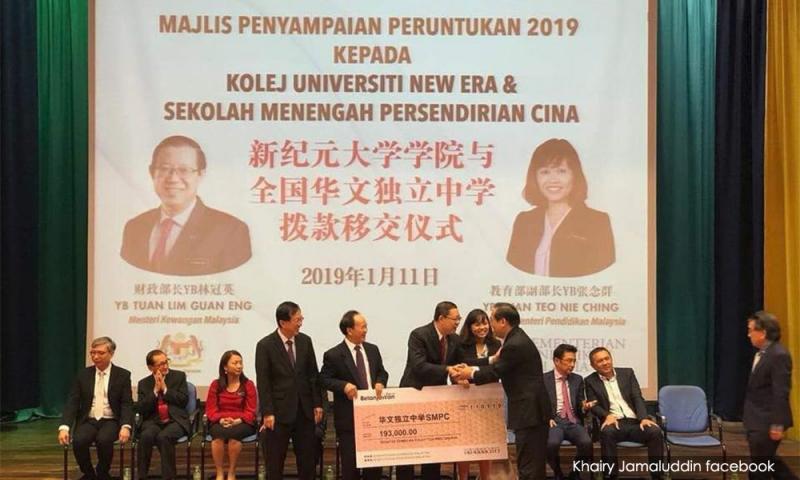 MAJLIS PENYAMPAIAN PERUNTUKAN 2019
KEPADA
KOLEJ UNIVERSITI NEW ERA &
SEKOLAH MENENGAH PERSENDIRIAN CINA
新纪元大学学院与
全国华文独立中学
拨款移交仪式
2019年1月11日
财政部长YB林冠英
YB TUAN LIM GUAN ENG
Menteri Kewangan Malaysia
教育部副部长YB张念群
TEO NIE CHING
Menteri Pendidikan Malaysia
KEMENTERIAN
Belanjawan
华文独立中学SMPC
193,000.00
Khairy Jamaluddin facebook